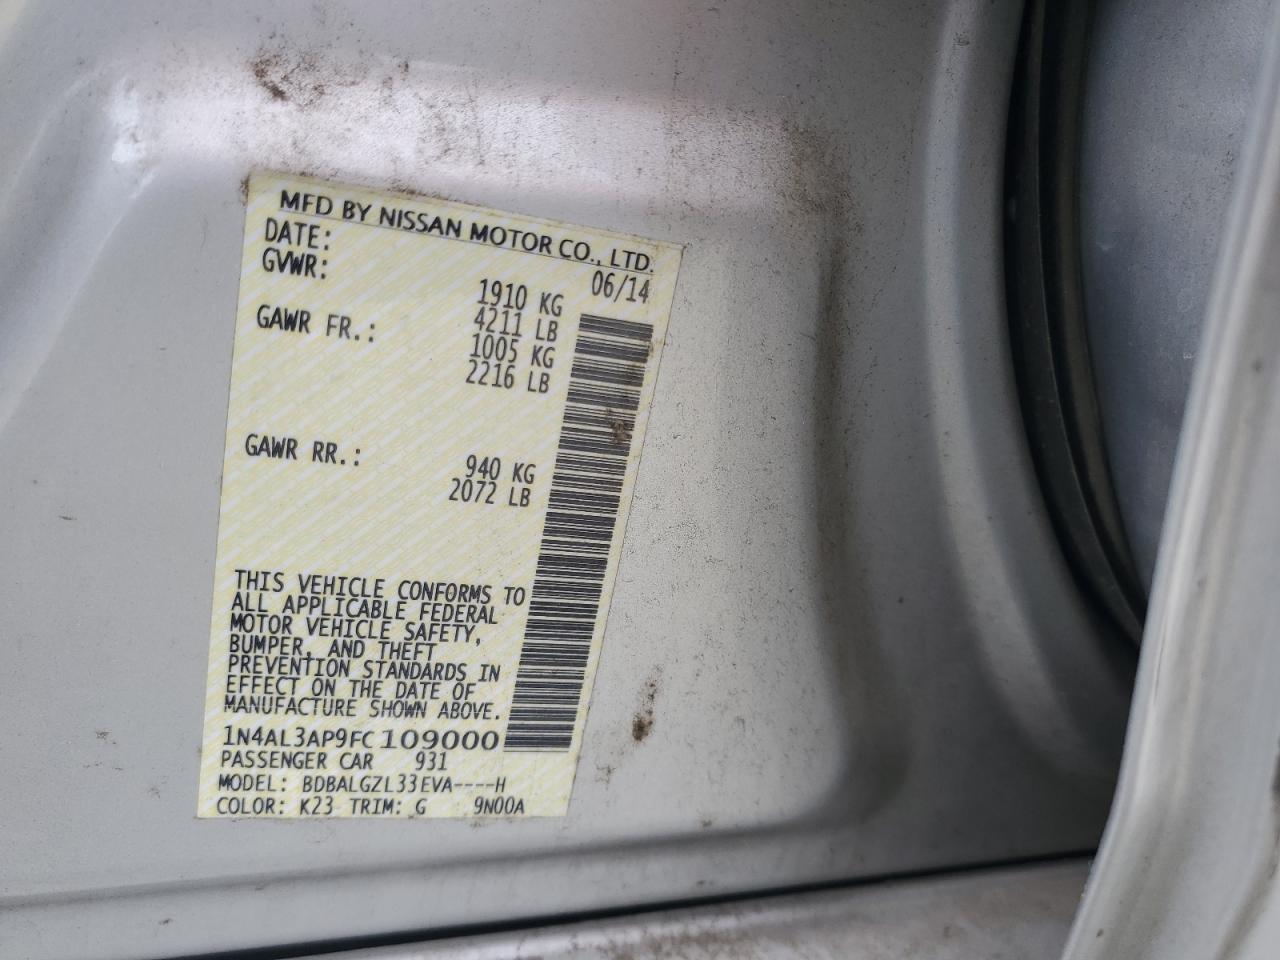 MFD BY NISSAN MOTOR CO., LTD.
DATE: 06/14
GVWR: 1910 KG
4211 LB
GAWR FR.: 1005 KG
2216 LB
GAWR RR.: 940 KG
2072 LB
THIS VEHICLE CONFORMS TO
ALL APPLICABLE FEDERAL
MOTOR VEHICLE SAFETY,
BUMPER, AND THEFT
PREVENTION STANDARDS IN
EFFECT ON THE DATE OF
MANUFACTURE SHOWN ABOVE.
1N4AL3AP9FC109000
PASSENGER CAR 931
MODEL: BDBALGZL33EVA----H
COLOR: K23 TRIM: G 9N00A